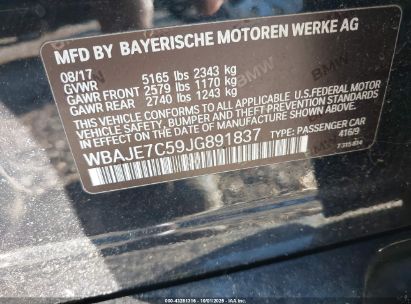 MFD BY BAYERISCHE MOTOREN WERKE AG
08/17
GVWR 5165 lbs 2343 kg
GAWR FRONT 2579 lbs 1170 kg
GAWR REAR 2740 lbs 1243 kg
THIS VEHICLE CONFORMS TO ALL APPLICABLE U.S.FEDERAL MOTOR
VEHICLE SAFETY, BUMPER, AND THEFT PREVENTION STANDARDS
IN EFFECT ON THE DATE OF MANUFACTURE SHOWN ABOVE.
WBAJE7C59JG891837 TYPE: PASSENGER CAR
416/9